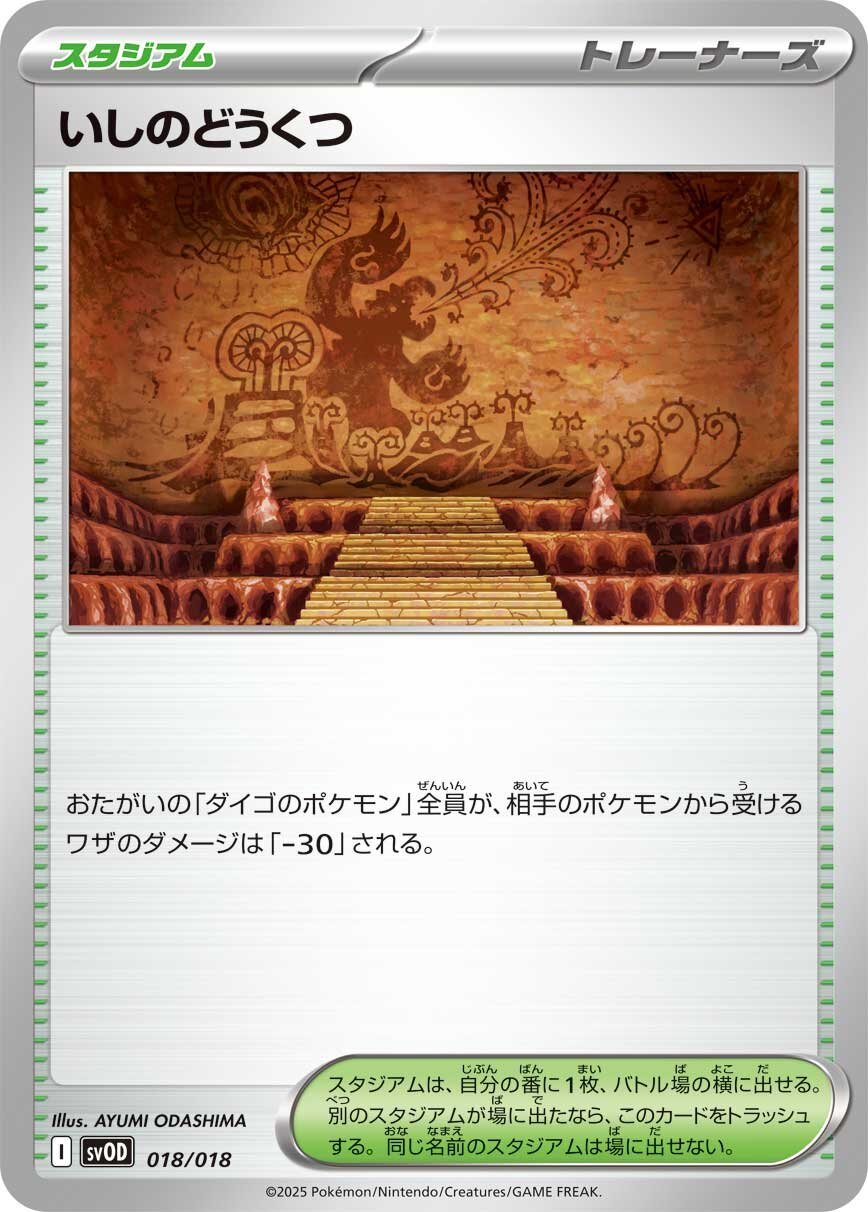 スタジアム トレーナーズ
いしのどうくつ
おたがいの「ダイゴのポケモン」全員が、相手のポケモンから受ける
ワザのダメージは「-30」される。
スタジアムは、自分の番に1枚、バトル場の横に出せる。
別のスタジアムが場に出たなら、このカードをトラッシュ
する。同じ名前のスタジアムは場に出せない。
Illus. AYUMI ODASHIMA
I svOD 018/018
©2025 Pokémon/Nintendo/Creatures/GAME FREAK.